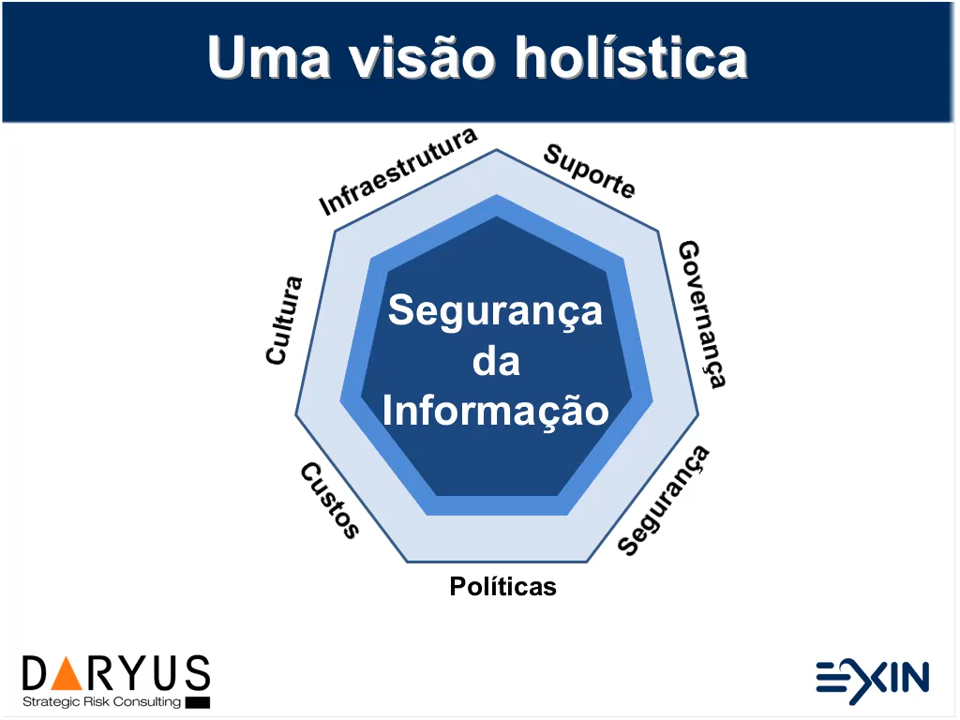 Uma visão holística
Infraestrutura
Suporte
Cultura
Governança
Segurança
da
Informação
Custos
Segurança
Políticas
DARYUS
Strategic Risk Consulting
EXIN